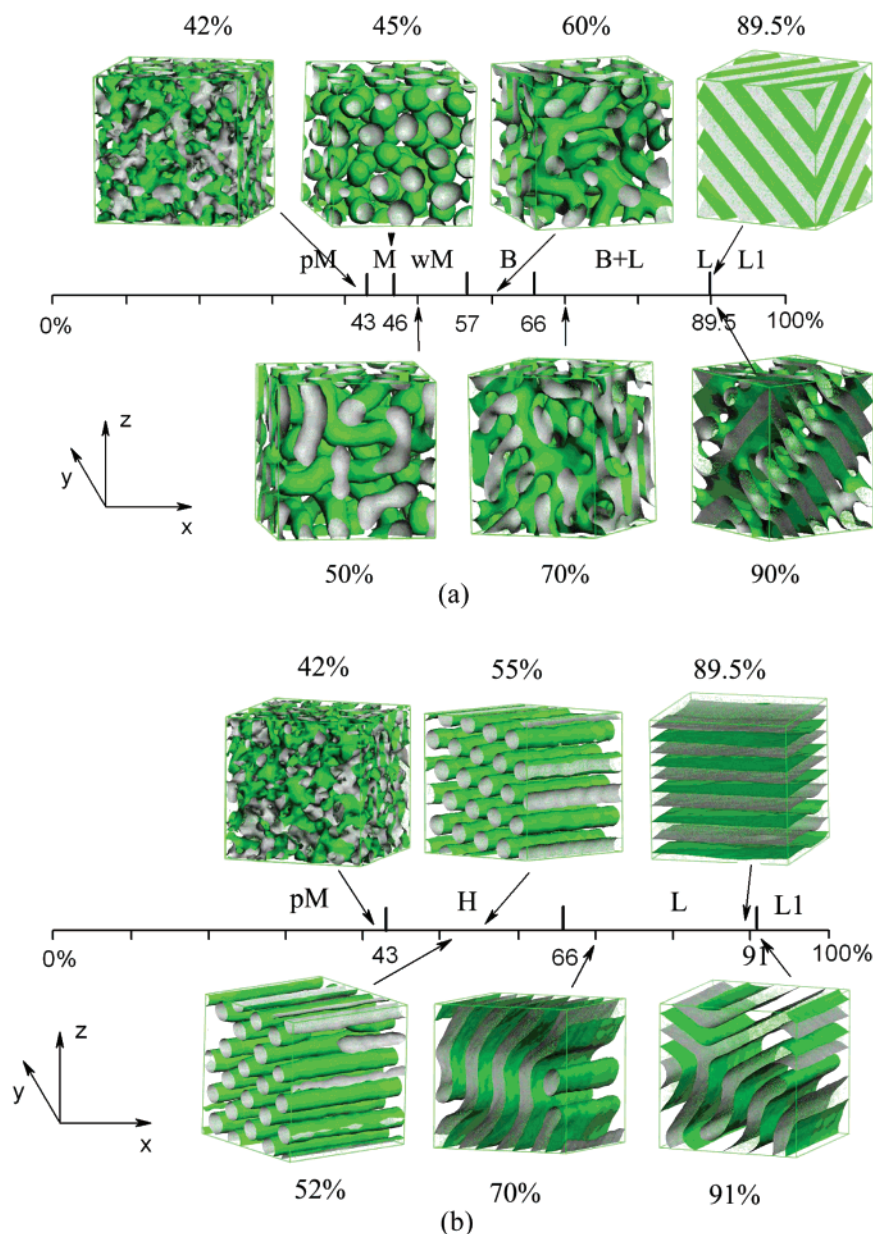 42% 45% 60% 89.5%
pM M wM B B+L L L1
0% 43 46 57 66 89.5 100%
z
y
x
50% 70% 90%
(a)
42% 55% 89.5%
pM H L L1
0% 43 66 91 100%
z
y
x
52% 70% 91%
(b)